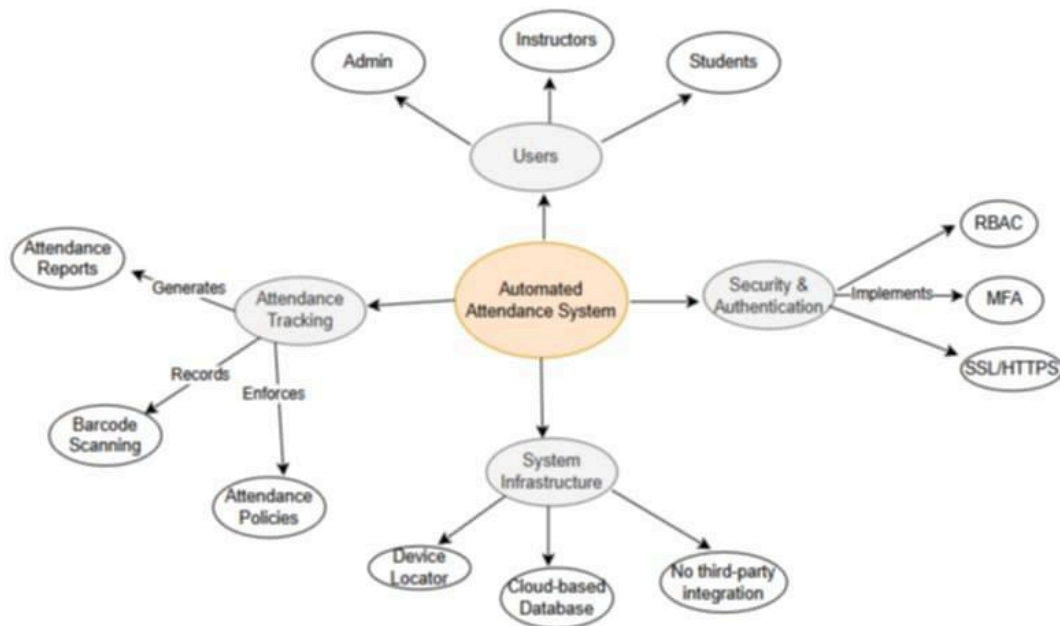 Instructors
Admin
Students
Users
RBAC
Attendance
Reports
Generates
Attendance
Tracking
Automated
Attendance System
Security &
Authentication
Implements
MFA
Records
Enforces
SSL/HTTPS
Barcode
Scanning
System
Infrastructure
Attendance
Policies
Device
Locator
Cloud-based
Database
No third-party
integration